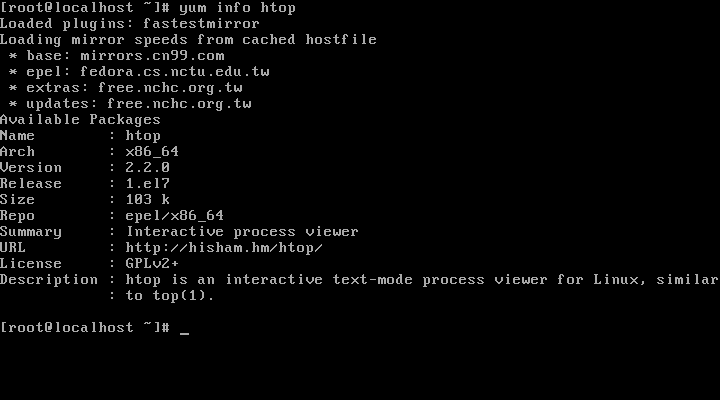 [root@localhost ~]# yum info htop
Loaded plugins: fastestmirror
Loading mirror speeds from cached hostfile
 * base: mirrors.cn99.com
 * epel: fedora.cs.nctu.edu.tw
 * extras: free.nchc.org.tw
 * updates: free.nchc.org.tw
Available Packages
Name        : htop
Arch        : x86_64
Version     : 2.2.0
Release     : 1.el7
Size        : 103 k
Repo        : epel/x86_64
Summary     : Interactive process viewer
URL         : http://hisham.hm/htop/
License     : GPLv2+
Description : htop is an interactive text-mode process viewer for Linux, similar
            : to top(1).
[root@localhost ~]# _